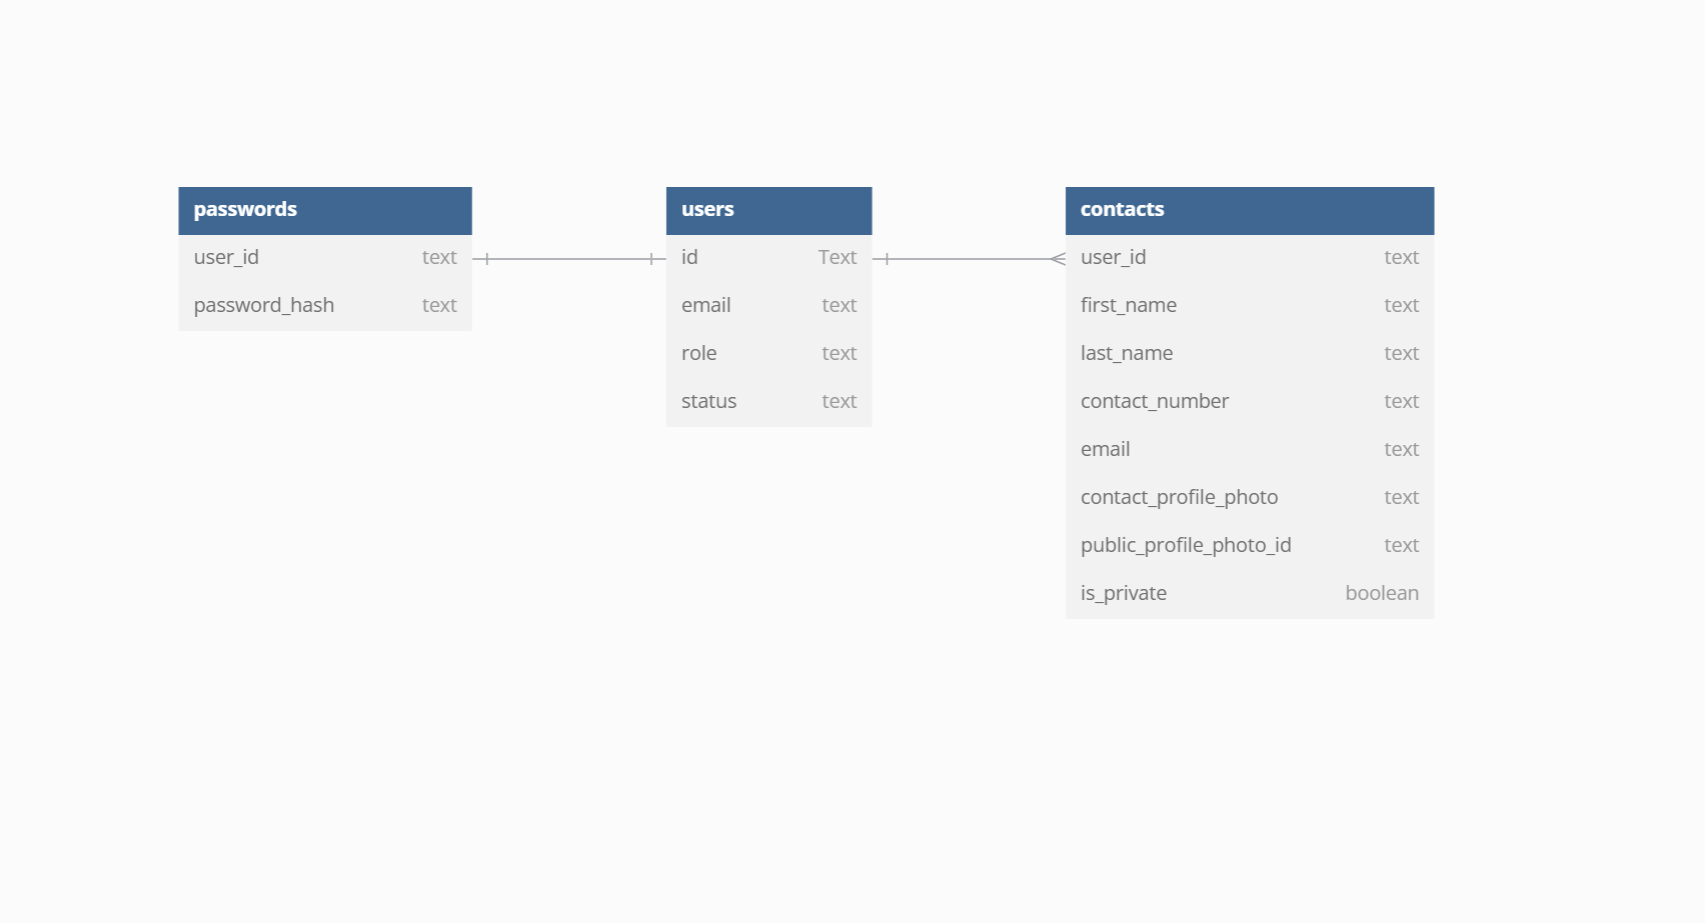 passwords
user_id text
password_hash text
users
id Text
email text
role text
status text
contacts
user_id text
first_name text
last_name text
contact_number text
email text
contact_profile_photo text
public_profile_photo_id text
is_private boolean